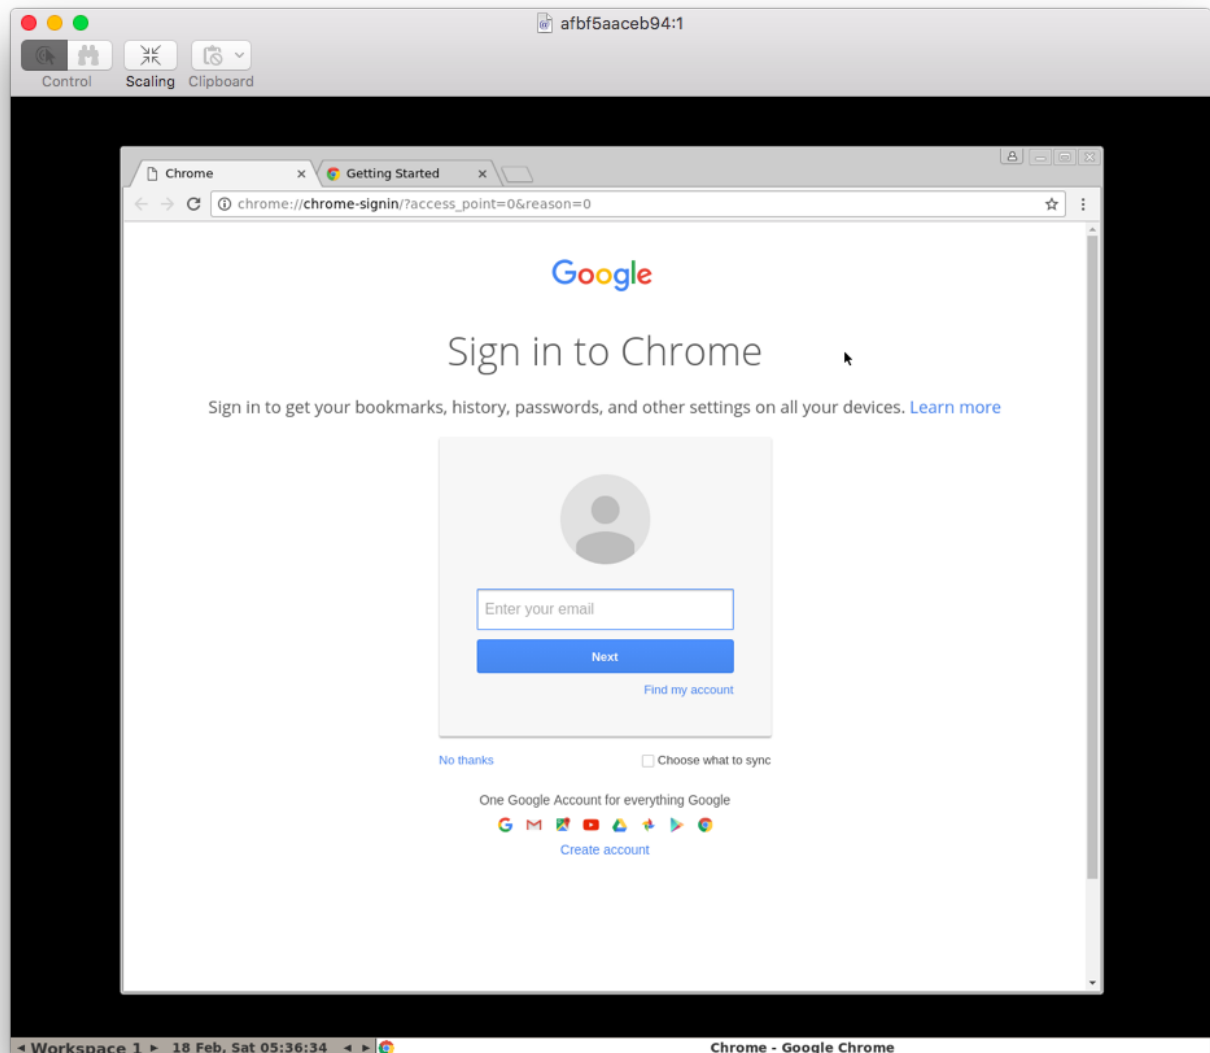 afbf5aaceb94:1
Control Scaling Clipboard
Chrome Getting Started
chrome://chrome-signin/?access_point=0&reason=0
Google
Sign in to Chrome
Sign in to get your bookmarks, history, passwords, and other settings on all your devices. Learn more
Enter your email
Next
Find my account
No thanks Choose what to sync
One Google Account for everything Google
Create account
Workspace 1 18 Feb, Sat 05:36:34 Chrome - Google Chrome